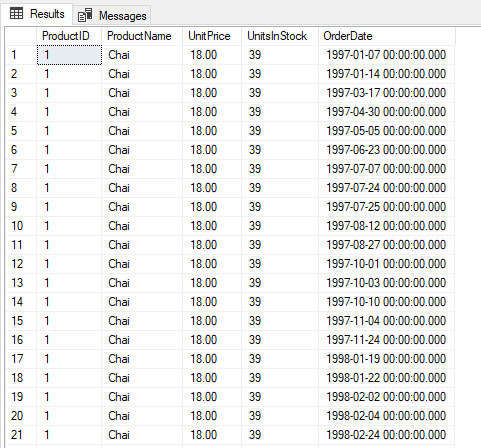 Results Messages
ProductID ProductName UnitPrice UnitsInStock OrderDate
1 1 Chai 18.00 39 1997-01-07 00:00:00.000
2 1 Chai 18.00 39 1997-01-14 00:00:00.000
3 1 Chai 18.00 39 1997-03-17 00:00:00.000
4 1 Chai 18.00 39 1997-04-30 00:00:00.000
5 1 Chai 18.00 39 1997-05-05 00:00:00.000
6 1 Chai 18.00 39 1997-06-23 00:00:00.000
7 1 Chai 18.00 39 1997-07-07 00:00:00.000
8 1 Chai 18.00 39 1997-07-24 00:00:00.000
9 1 Chai 18.00 39 1997-07-25 00:00:00.000
10 1 Chai 18.00 39 1997-08-12 00:00:00.000
11 1 Chai 18.00 39 1997-08-27 00:00:00.000
12 1 Chai 18.00 39 1997-10-01 00:00:00.000
13 1 Chai 18.00 39 1997-10-03 00:00:00.000
14 1 Chai 18.00 39 1997-10-10 00:00:00.000
15 1 Chai 18.00 39 1997-11-04 00:00:00.000
16 1 Chai 18.00 39 1997-11-24 00:00:00.000
17 1 Chai 18.00 39 1998-01-19 00:00:00.000
18 1 Chai 18.00 39 1998-01-22 00:00:00.000
19 1 Chai 18.00 39 1998-02-02 00:00:00.000
20 1 Chai 18.00 39 1998-02-04 00:00:00.000
21 1 Chai 18.00 39 1998-02-24 00:00:00.000